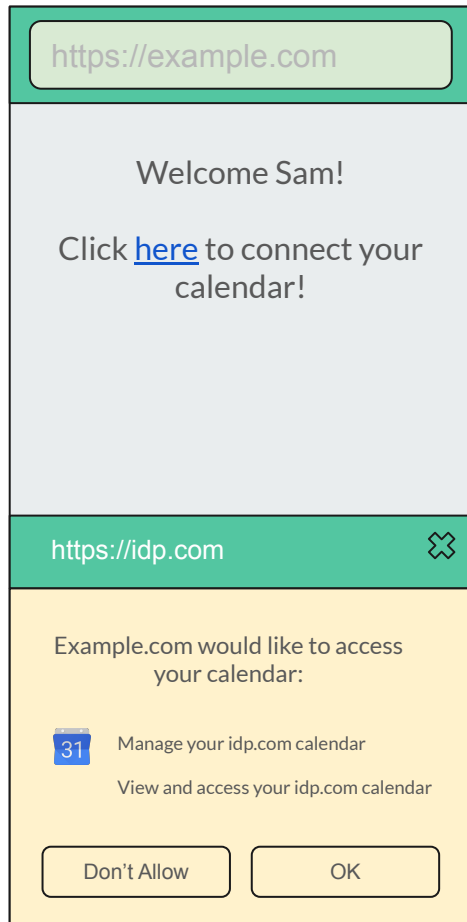 https://example.com
Welcome Sam!
Click here to connect your
calendar!
https://idp.com
Example.com would like to access
your calendar:
31
Manage your idp.com calendar
View and access your idp.com calendar
Don't Allow
OK